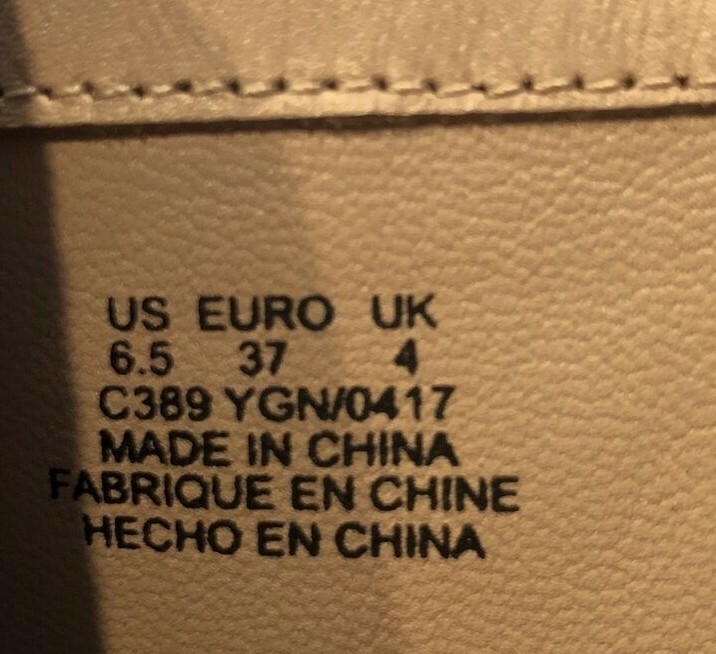 US EURO UK
6.5 37 4
C389 YGN/0417
MADE IN CHINA
FABRIQUE EN CHINE
HECHO EN CHINA